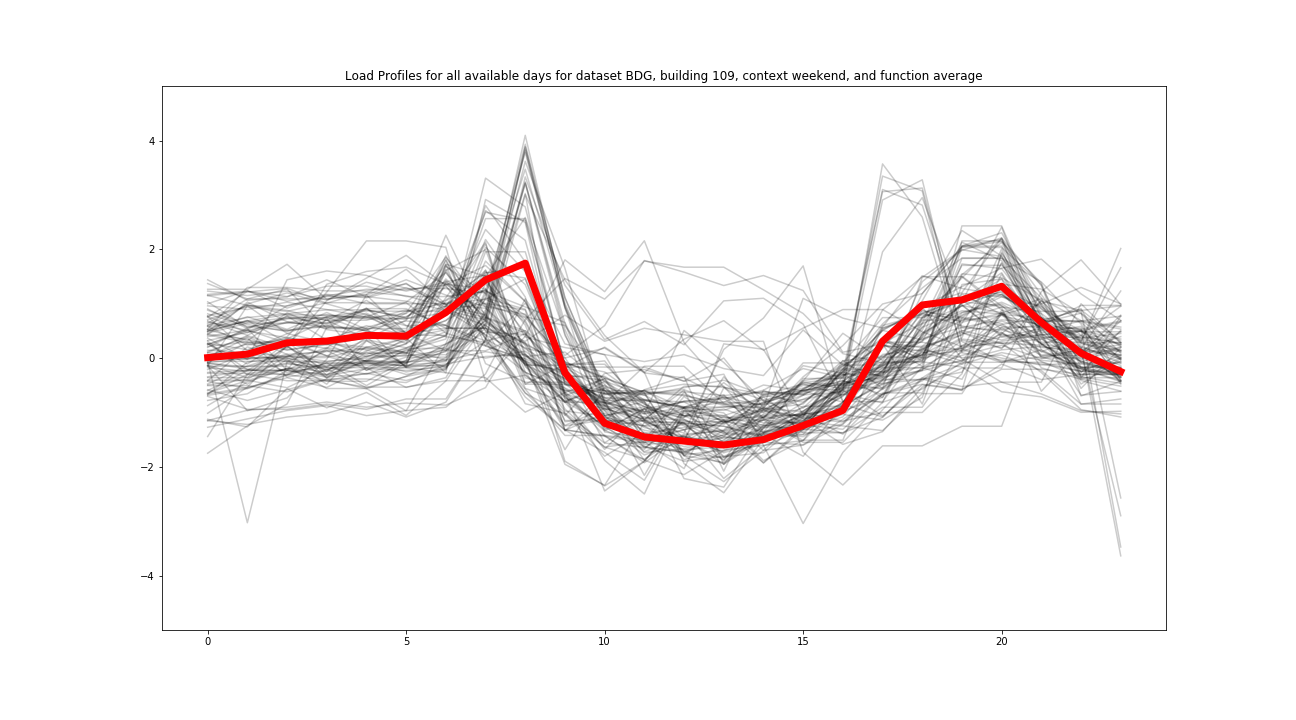 Load Profiles for all available days for dataset BDG, building 109, context weekend, and function average
4
2
0
−2
−4
0 5 10 15 20